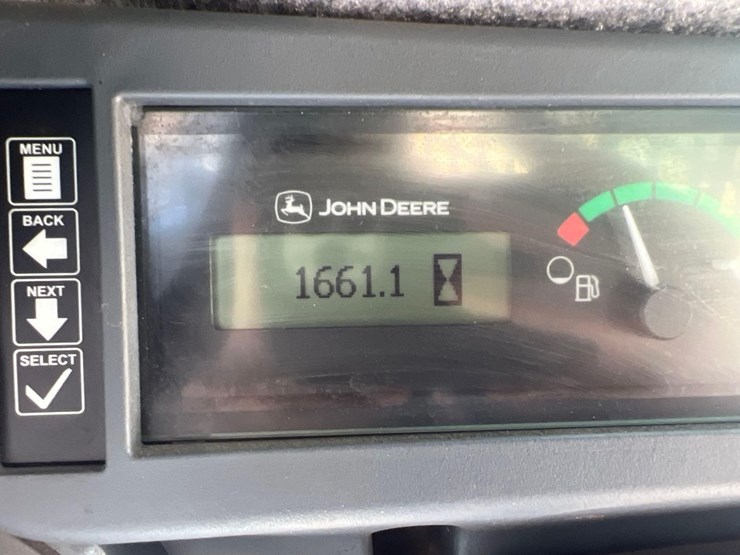 MENU
BACK
NEXT
SELECT
JOHN DEERE
1661.1